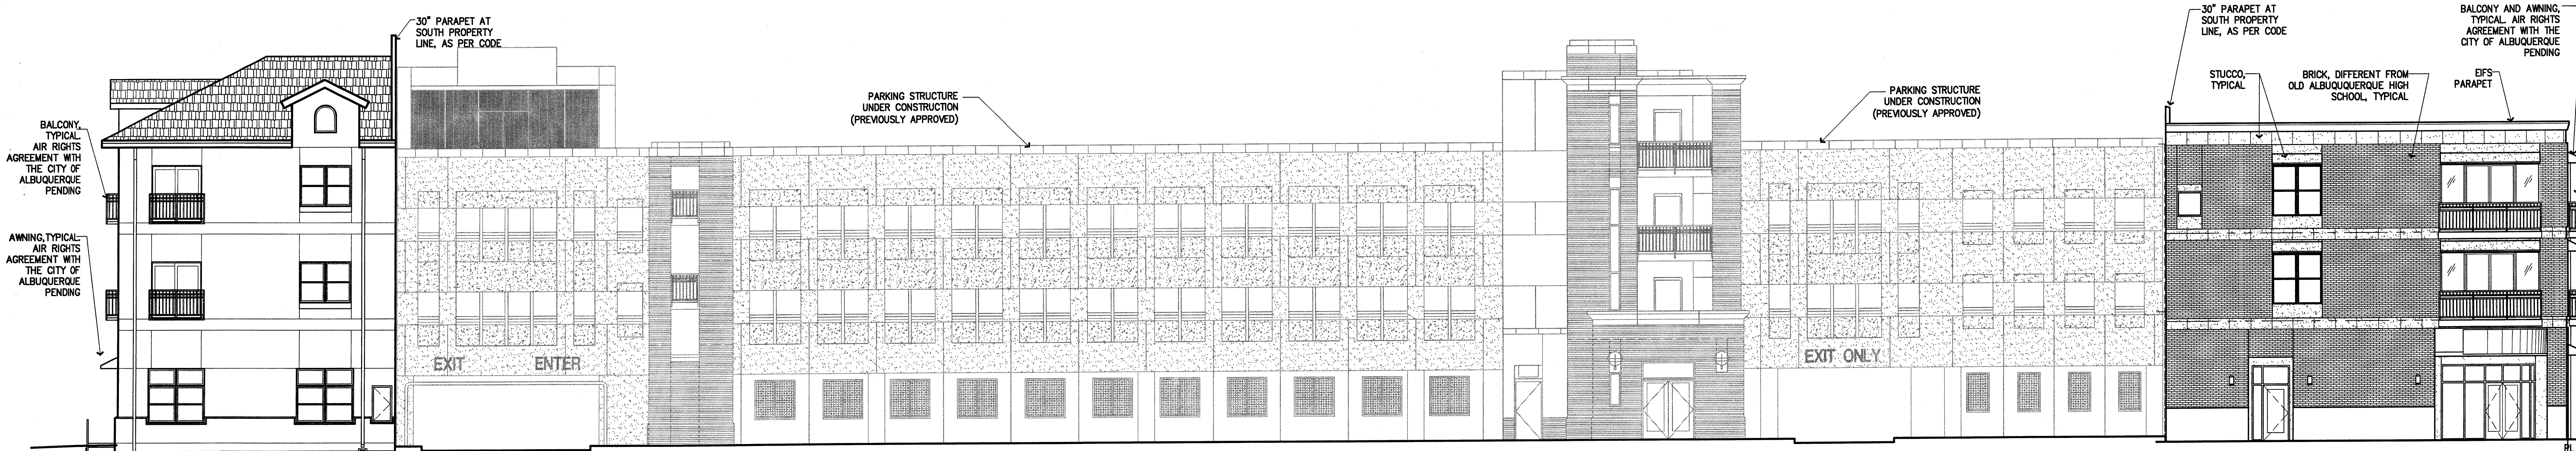 30" PARAPET AT
SOUTH PROPERTY
LINE, AS PER CODE
BALCONY,
TYPICAL.
AIR RIGHTS
AGREEMENT WITH
THE CITY OF
ALBUQUERQUE
PENDING
AWNING, TYPICAL.
AIR RIGHTS
AGREEMENT WITH
THE CITY OF
ALBUQUERQUE
PENDING
EXIT ENTER
PARKING STRUCTURE
UNDER CONSTRUCTION
(PREVIOUSLY APPROVED)
PARKING STRUCTURE
UNDER CONSTRUCTION
(PREVIOUSLY APPROVED)
EXIT ONLY
30" PARAPET AT
SOUTH PROPERTY
LINE, AS PER CODE
STUCCO,
TYPICAL
BRICK, DIFFERENT FROM
OLD ALBUQUQUERQUE HIGH
SCHOOL, TYPICAL
EIFS
PARAPET
BALCONY AND AWNING,
TYPICAL. AIR RIGHTS
AGREEMENT WITH THE
CITY OF ALBUQUERQUE
PENDING